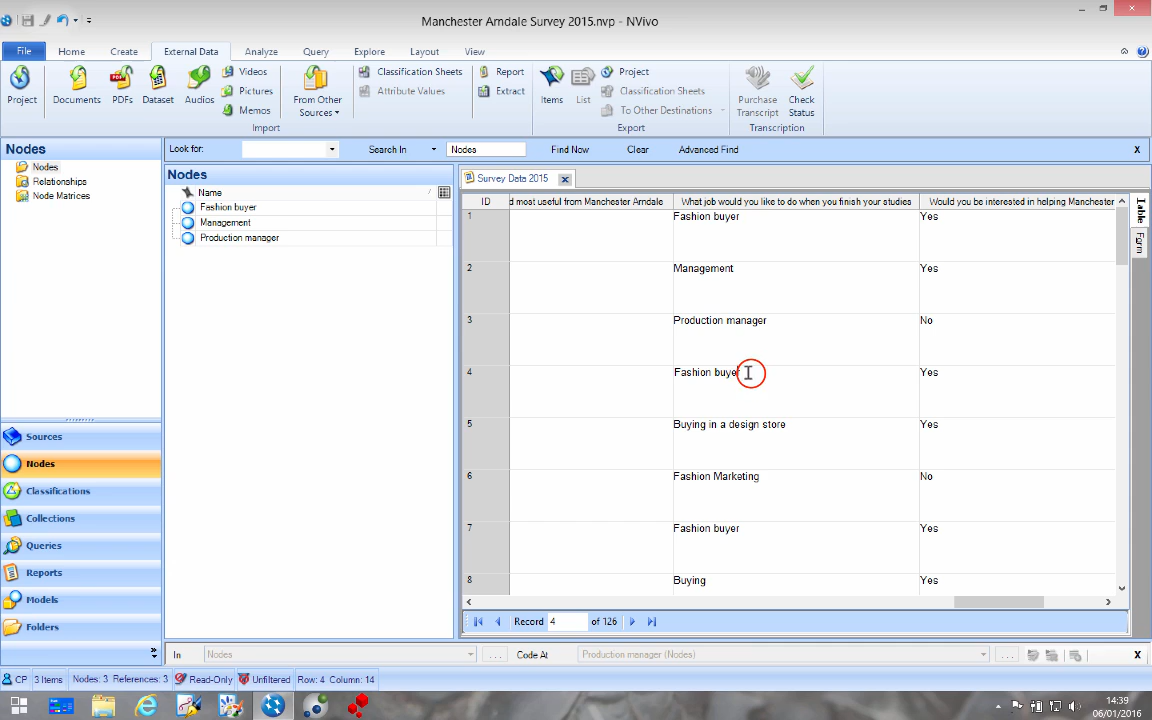 Manchester Arndale Survey 2015.nvp - NVivo
File Home Create External Data Analyze Query Explore Layout View
Project Documents PDFs Dataset Audios Videos Pictures Memos From Other Sources Classification Sheets Attribute Values Report Extract Items List Project Classification Sheets To Other Destinations Purchase Transcript Check Status
Import Export Transcription
Nodes
Look for: Search In Nodes Find Now Clear Advanced Find x
Nodes
Relationships
Node Matrices
Nodes
Name
Fashion buyer
Management
Production manager
Survey Data 2015
ID d most useful from Manchester Arndale What job would you like to do when you finish your studies Would you be interested in helping Manchester
1 Fashion buyer Yes
2 Management Yes
3 Production manager No
4 Fashion buyer Yes
5 Buying in a design store Yes
6 Fashion Marketing No
7 Fashion buyer Yes
8 Buying Yes
Table
Form
Record 4 of 126
Sources
Nodes
Classifications
Collections
Queries
Reports
Models
Folders
In Nodes ... Code At Production manager (Nodes) ... x
CP 3 Items Nodes: 3 References: 3 Read-Only Unfiltered Row: 4 Column: 14
14:39
06/01/2016